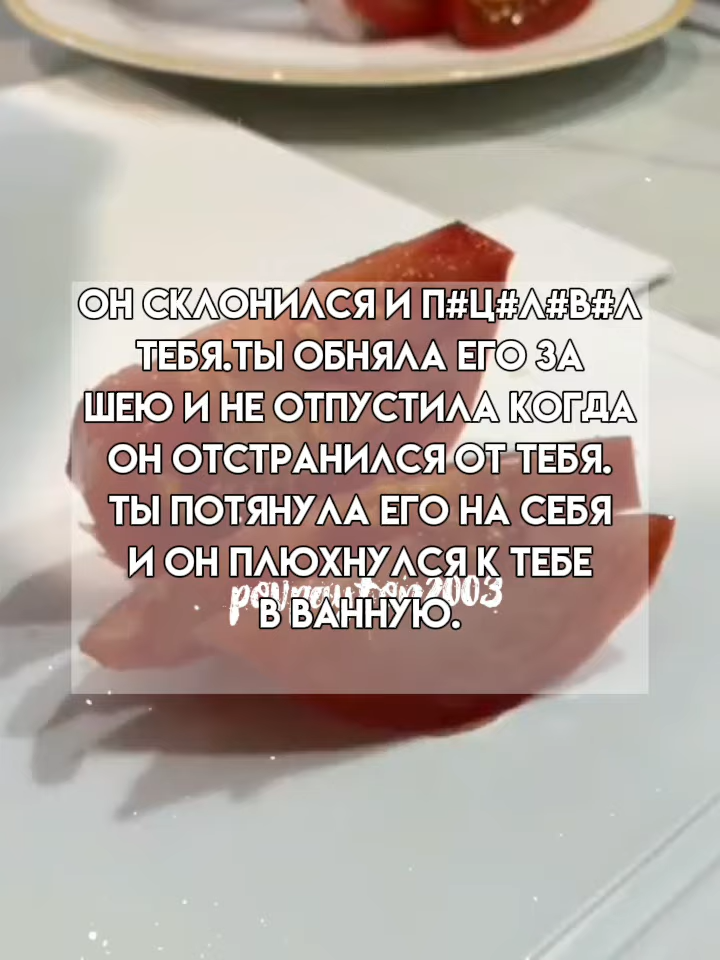 ОН СКЛОНИЛСЯ И П#Ц#Л#В#Л
ТЕБЯ.ТЫ ОБНЯЛА ЕГО ЗА
ШЕЮ И НЕ ОТПУСТИЛА КОГДА
ОН ОТСТРАНИЛСЯ ОТ ТЕБЯ.
ТЫ ПОТЯНУЛА ЕГО НА СЕБЯ
И ОН ПЛЮХНУЛСЯ К ТЕБЕ
В ВАННУЮ.